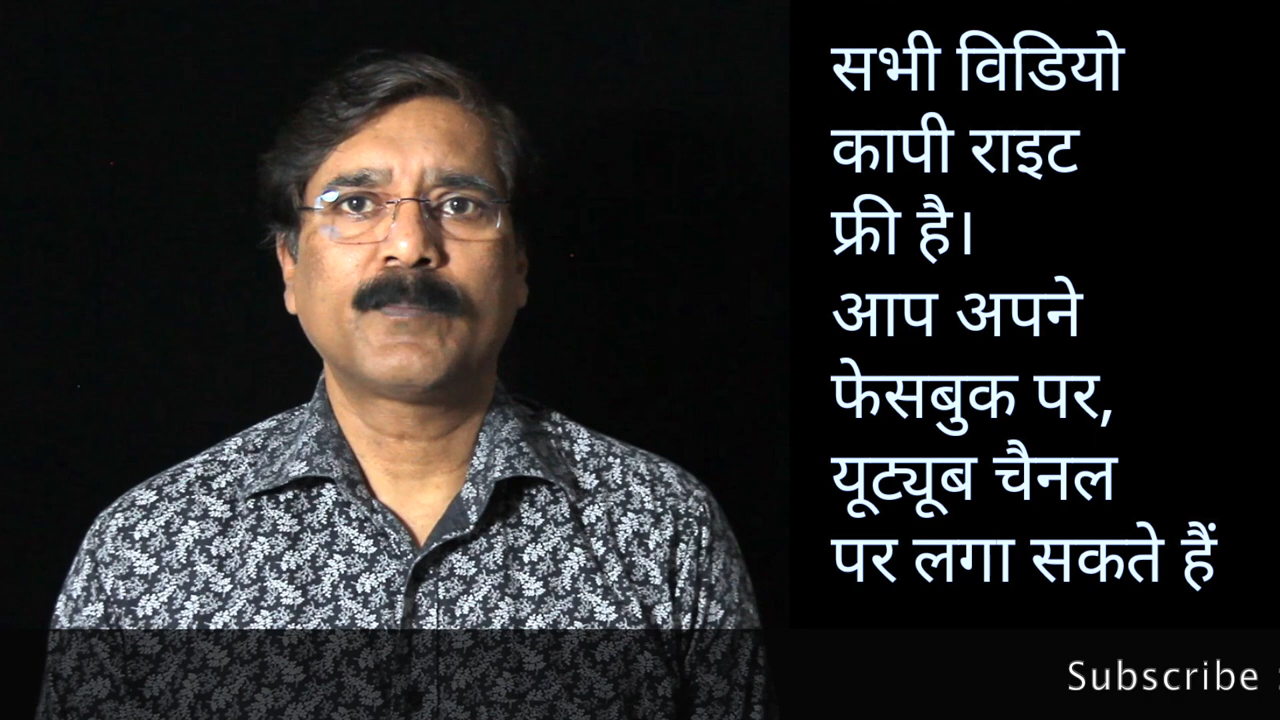 सभी विडियो
कापी राइट
फ्री है।
आप अपने
फेसबुक पर,
यूट्यूब चैनल
पर लगा सकते हैं
Subscribe